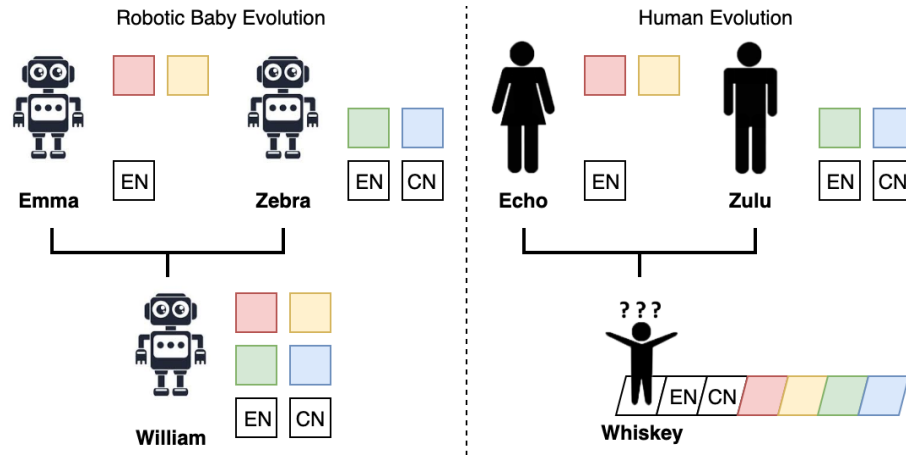 Robotic Baby Evolution
Human Evolution
EN
EN CN
Emma
Zebra
EN
EN CN
Echo
Zulu
? ? ?
EN CN
William
EN CN
Whiskey